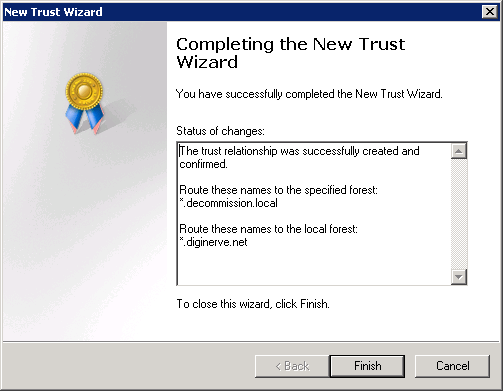 New Trust Wizard
Completing the New Trust
Wizard
You have successfully completed the New Trust Wizard.
Status of changes:
The trust relationship was successfully created and
confirmed.
Route these names to the specified forest:
*.decommission.local
Route these names to the local forest:
*.diginerve.net
To close this wizard, click Finish.
< Back
Finish
Cancel